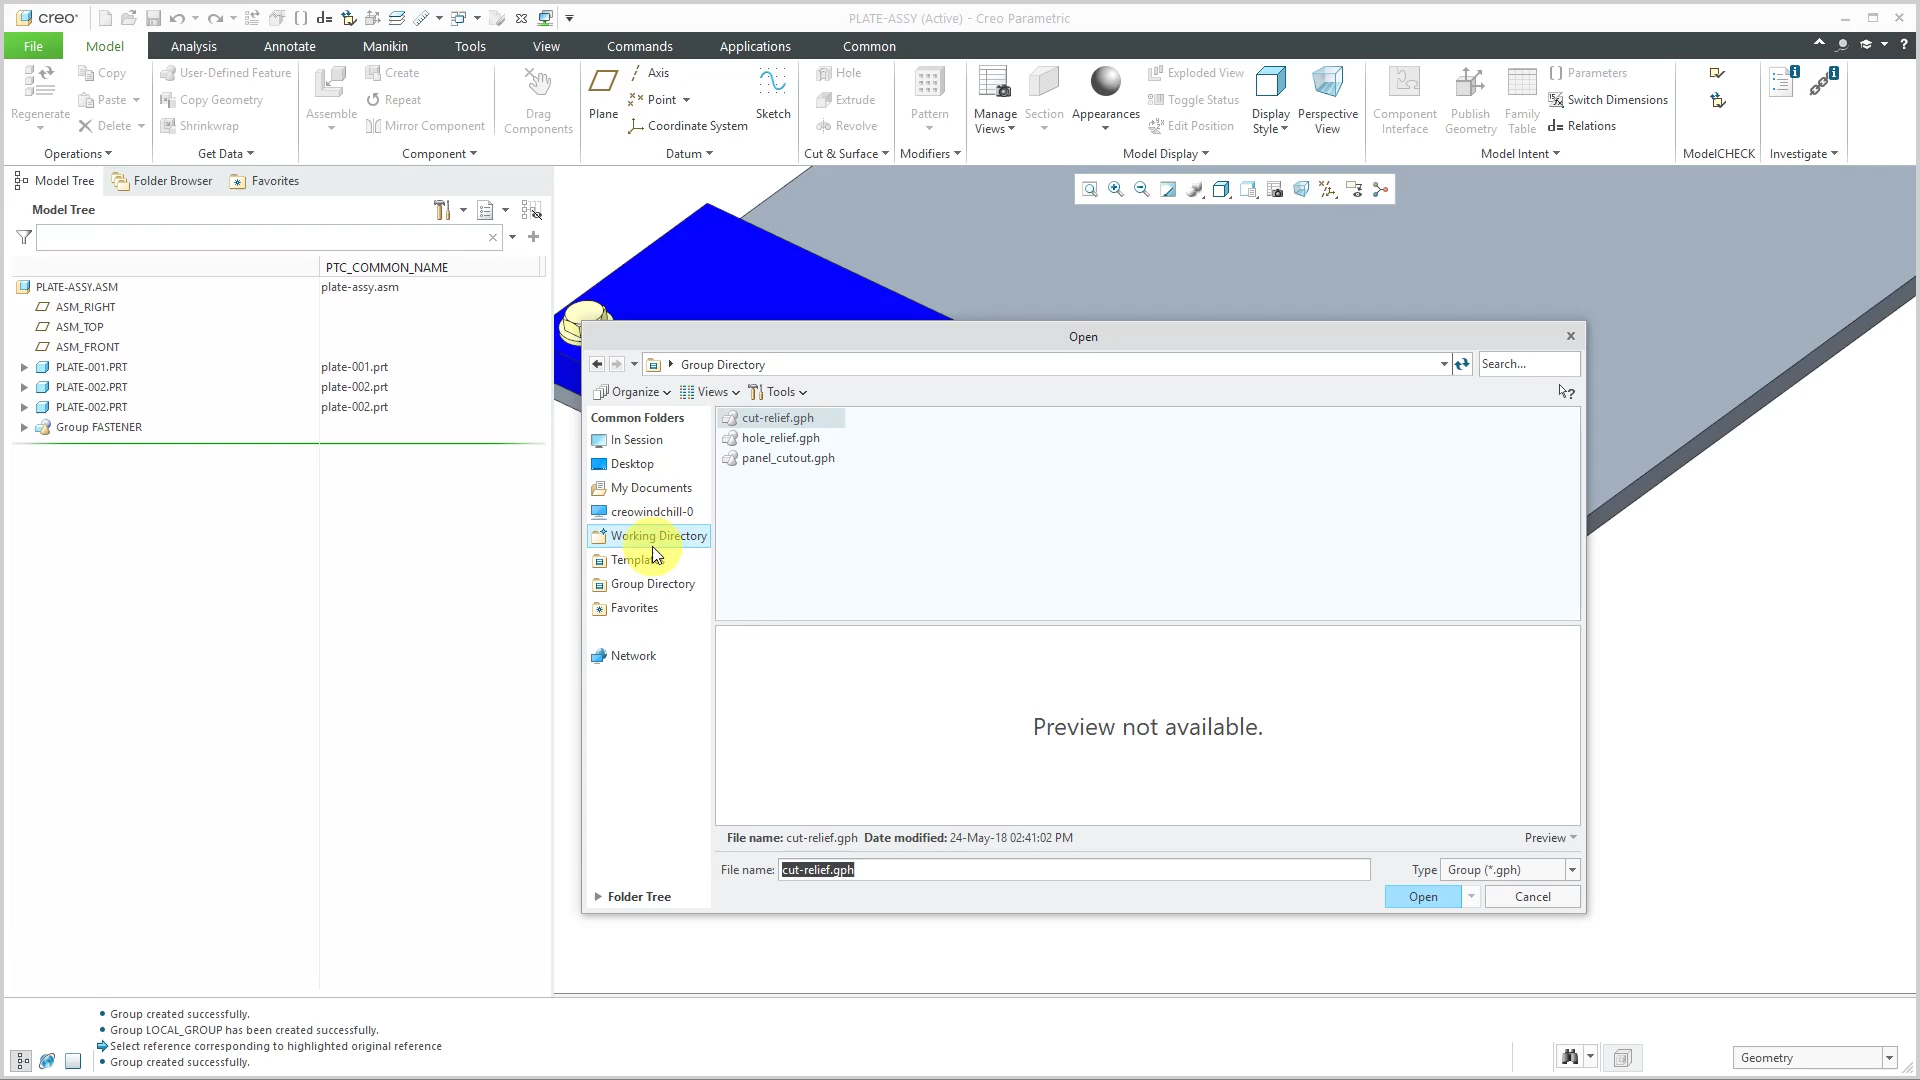 creo
PLATE-ASSY (Active) - Creo Parametric
File Model Analysis Annotate Manikin Tools View Commands Applications Common
Regenerate
Copy
Paste
Delete
Operations
User-Defined Feature
Copy Geometry
Shrinkwrap
Get Data
Assemble
Create
Repeat
Mirror Component
Drag
Components
Component
Plane
Axis
Point
Coordinate System
Sketch
Datum
Hole
Extrude
Revolve
Cut & Surface
Pattern
Modifiers
Manage
Views
Section
Appearances
Exploded View
Toggle Status
Edit Position
Display
Style
Perspective
View
Model Display
Component
Interface
Publish
Geometry
Family
Table
Parameters
Switch Dimensions
d= Relations
Model Intent
ModelCHECK
Investigate
Model Tree Folder Browser Favorites
Model Tree
PTC_COMMON_NAME
PLATE-ASSY.ASM plate-assy.asm
ASM_RIGHT
ASM_TOP
ASM_FRONT
PLATE-001.PRT plate-001.prt
PLATE-002.PRT plate-002.prt
PLATE-002.PRT plate-002.prt
Group FASTENER
Open
Group Directory
Search...
Organize Views Tools
Common Folders
In Session
Desktop
My Documents
creowindchill-0
Working Directory
Templates
Group Directory
Favorites
Network
Folder Tree
cut-relief.gph
hole_relief.gph
panel_cutout.gph
Preview not available.
File name: cut-relief.gph Date modified: 24-May-18 02:41:02 PM
Preview
File name: cut-relief.gph
Type Group (*.gph)
Open Cancel
Group created successfully.
Group LOCAL_GROUP has been created successfully.
Select reference corresponding to highlighted original reference
Group created successfully.
Geometry